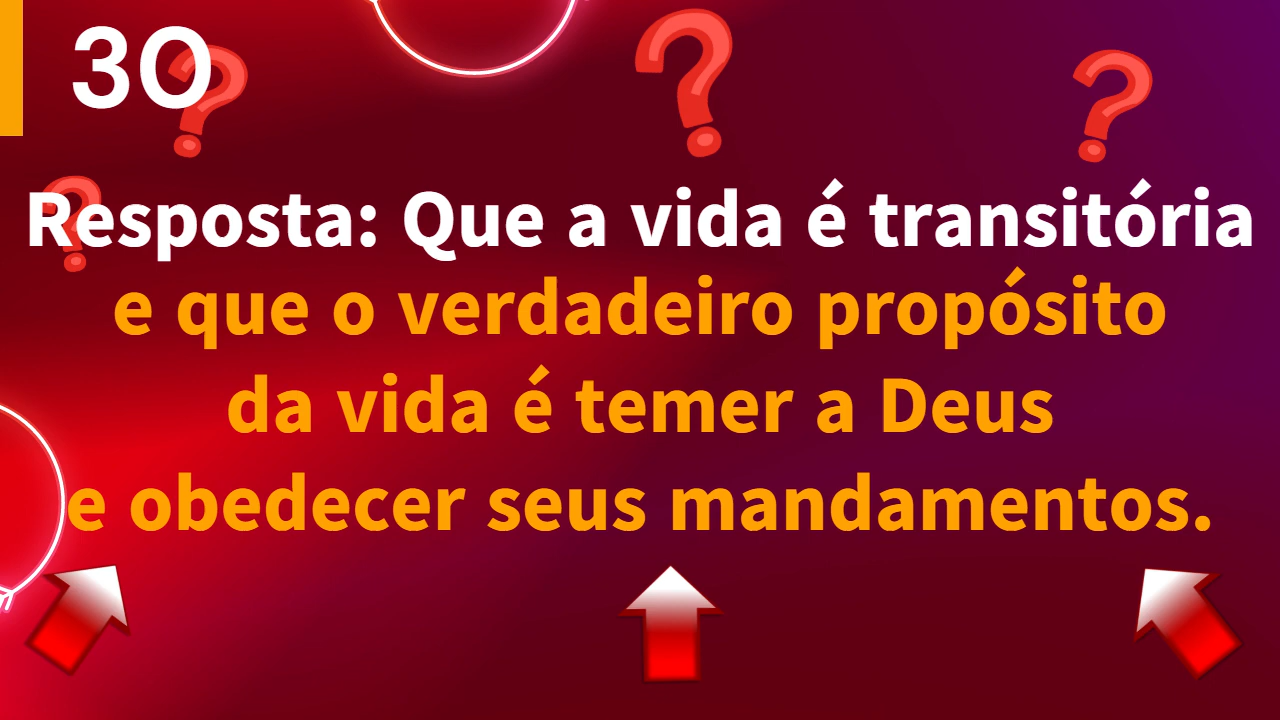 30
Resposta: Que a vida é transitória
e que o verdadeiro propósito
da vida é temer a Deus
e obedecer seus mandamentos.